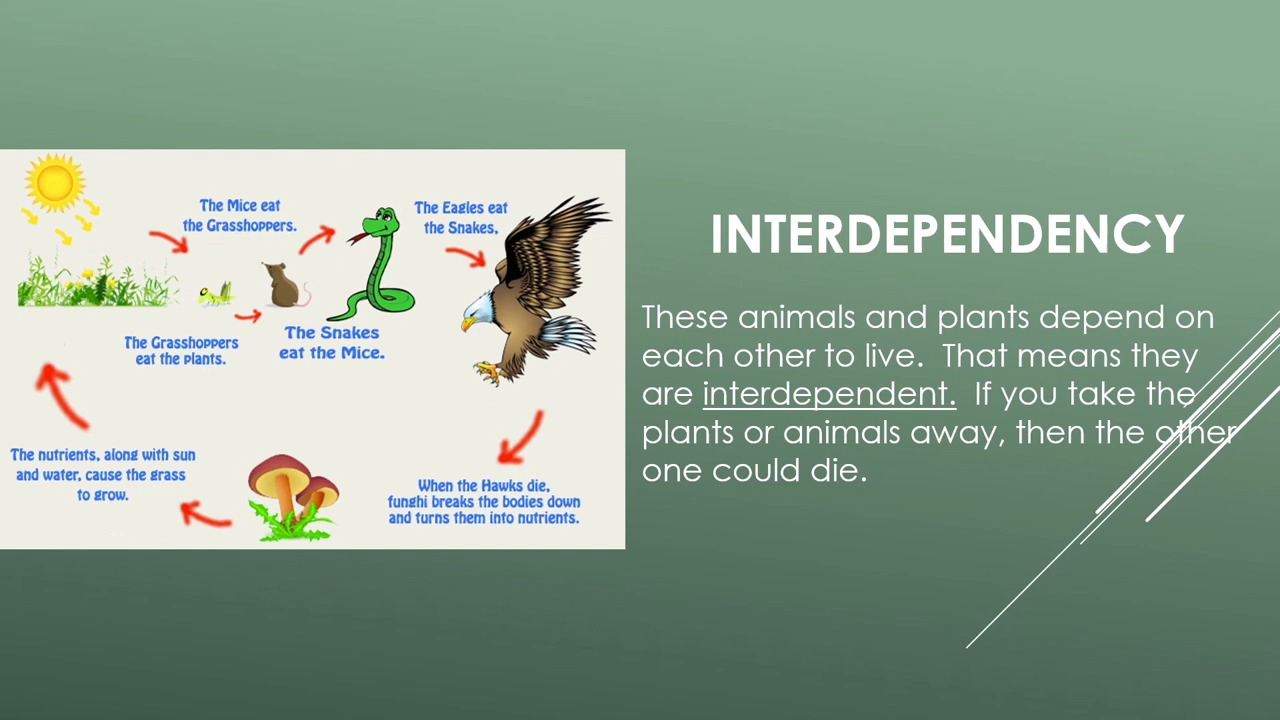 The Mice eat
the Grasshoppers.
The Eagles eat
the Snakes,
The Grasshoppers
eat the plants.
The Snakes
eat the Mice.
The nutrients, along with sun
and water, cause the grass
to grow.
When the Hawks die,
funghi breaks the bodies down
and turns them into nutrients.
INTERDEPENDENCY
These animals and plants depend on
each other to live.  That means they
are interdependent.  If you take the
plants or animals away, then the other
one could die.